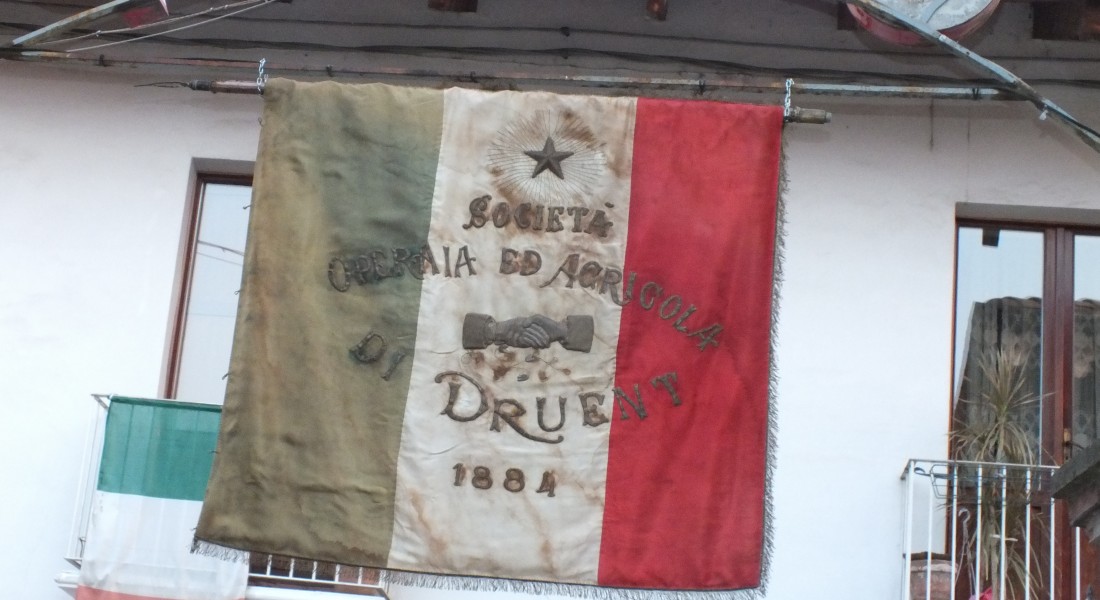 SOCIETÀ
OPERAIA ED AGRICOLA
DI
DRUENT
1884